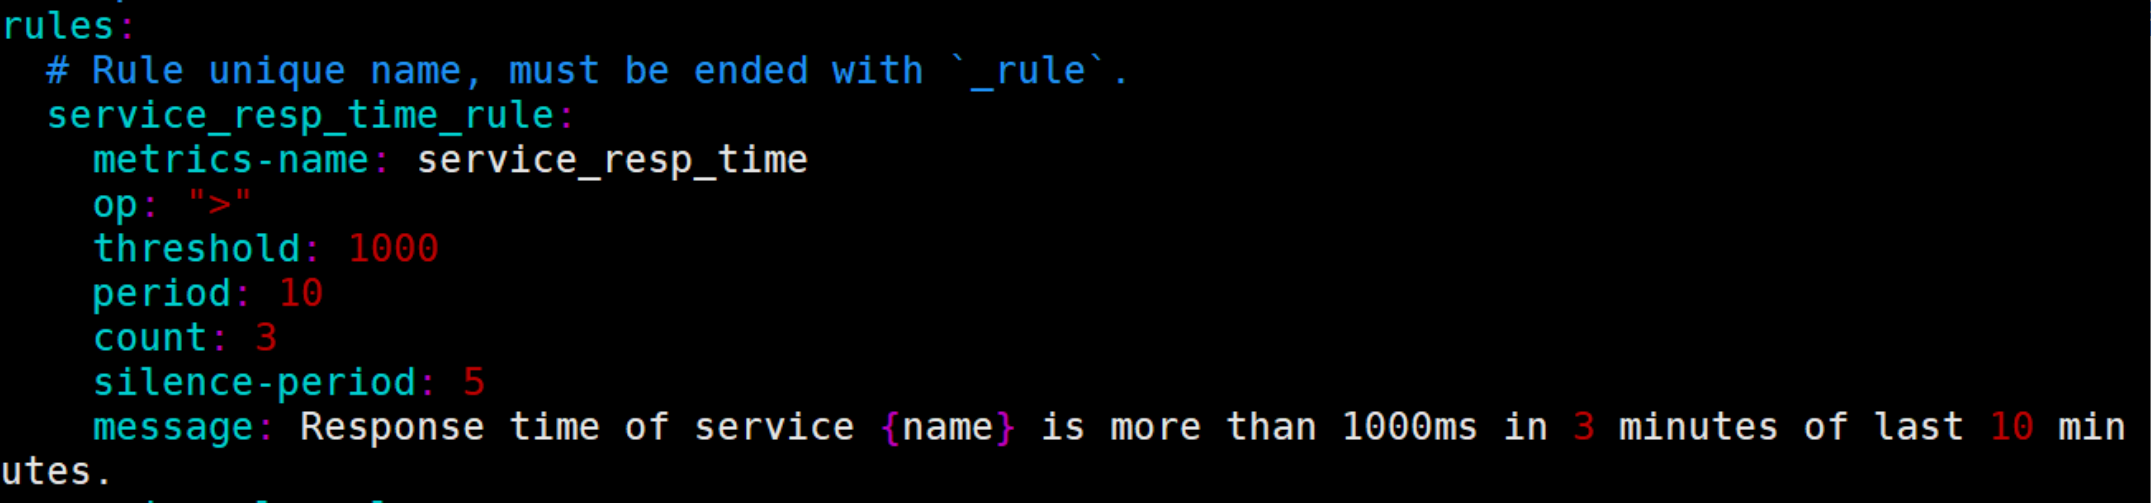 rules:
  # Rule unique name, must be ended with `_rule`.
  service_resp_time_rule:
    metrics-name: service_resp_time
    op: ">"
    threshold: 1000
    period: 10
    count: 3
    silence-period: 5
    message: Response time of service {name} is more than 1000ms in 3 minutes of last 10 min
utes.